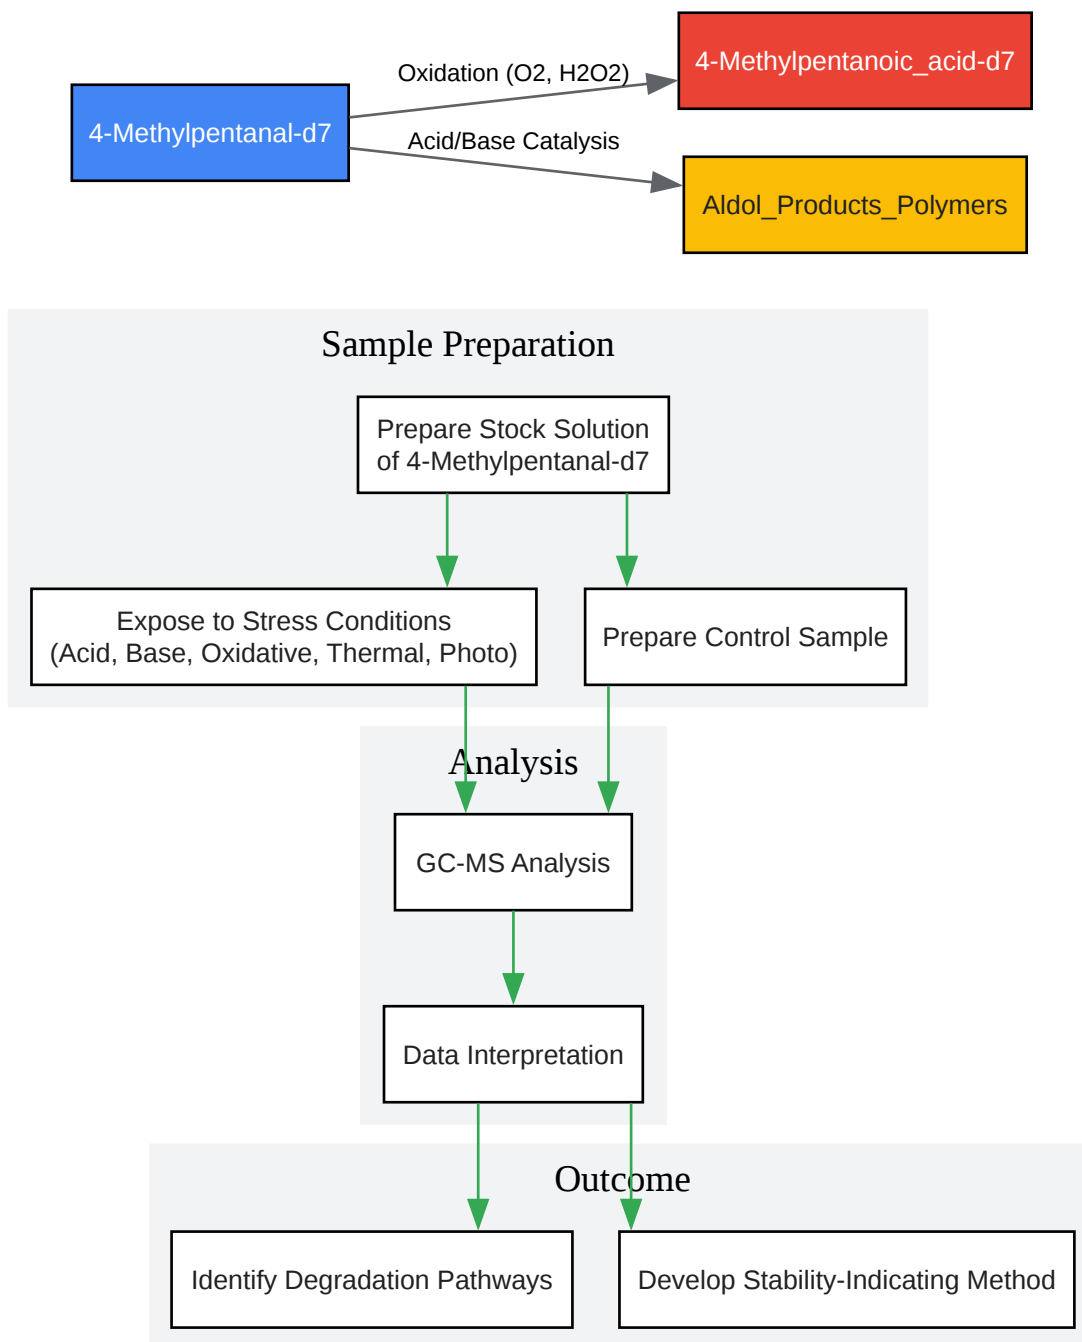 Oxidation (O2, H2O2)
4-Methylpentanoic_acid-d7
4-Methylpentanal-d7
Acid/Base Catalysis
Aldol_Products_Polymers
Sample Preparation
Prepare Stock Solution
of 4-Methylpentanal-d7
Expose to Stress Conditions
(Acid, Base, Oxidative, Thermal, Photo)
Prepare Control Sample
Analysis
GC-MS Analysis
Data Interpretation
Outcome
Identify Degradation Pathways
Develop Stability-Indicating Method